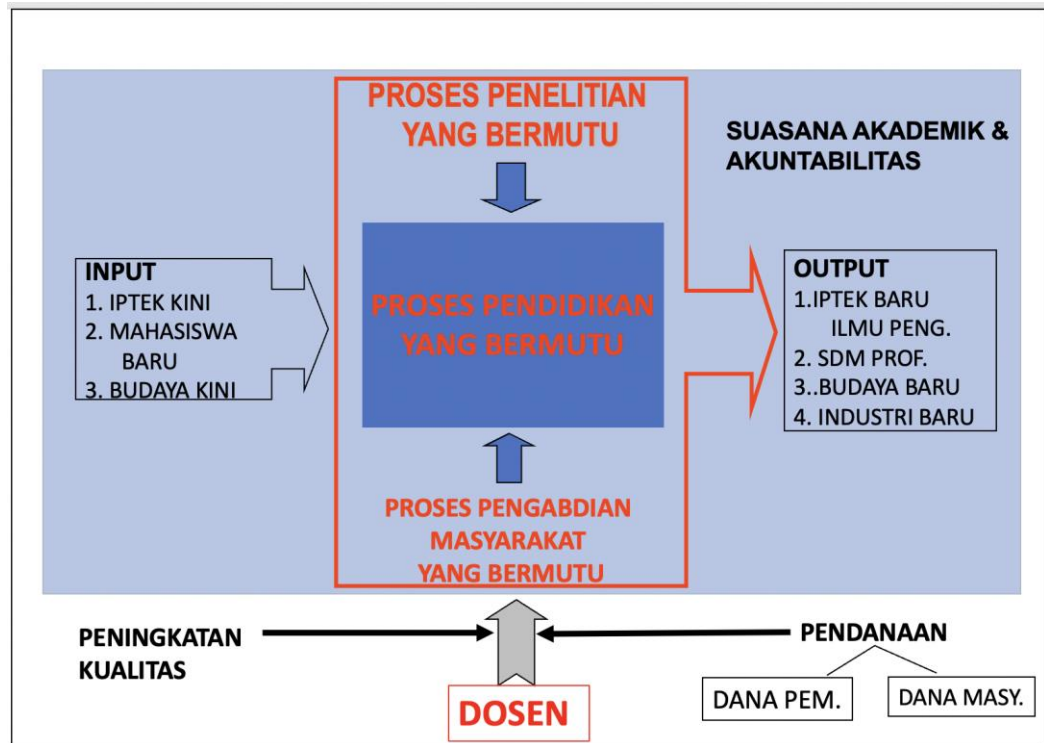 PROSES PENELITIAN
YANG BERMUTU
SUASANA AKADEMIK &
AKUNTABILITAS
INPUT
1. IPTEK KINI
2. MAHASISWA
BARU
3. BUDAYA KINI
PROSES PENDIDIKAN
YANG BERMUTU
OUTPUT
1.IPTEK BARU
ILMU PENG.
2. SDM PROF.
3..BUDAYA BARU
4. INDUSTRI BARU
PROSES PENGABDIAN
MASYARAKAT
YANG BERMUTU
PENINGKATAN
KUALITAS
PENDANAAN
DANA PEM.
DANA MASY.
DOSEN